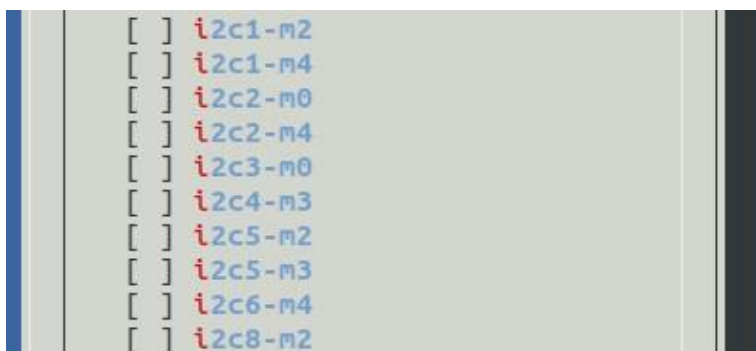 [ ] i2c1-m2
[ ] i2c1-m4
[ ] i2c2-m0
[ ] i2c2-m4
[ ] i2c3-m0
[ ] i2c4-m3
[ ] i2c5-m2
[ ] i2c5-m3
[ ] i2c6-m4
[ ] i2c8-m2